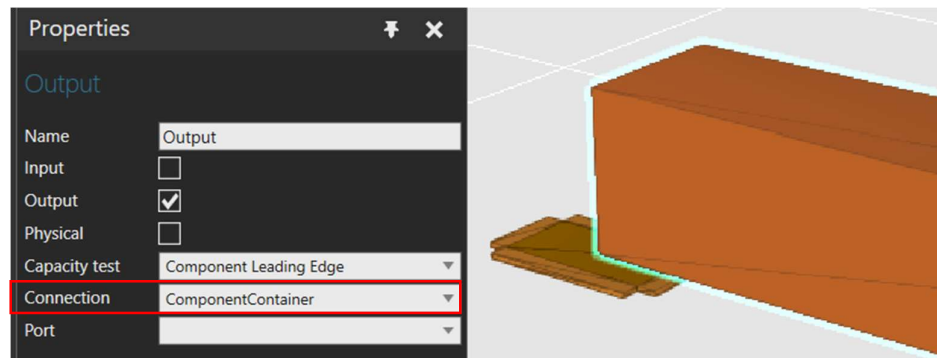 Properties
Output
Name Output
Input
Output
Physical
Capacity test Component Leading Edge
Connection ComponentContainer
Port